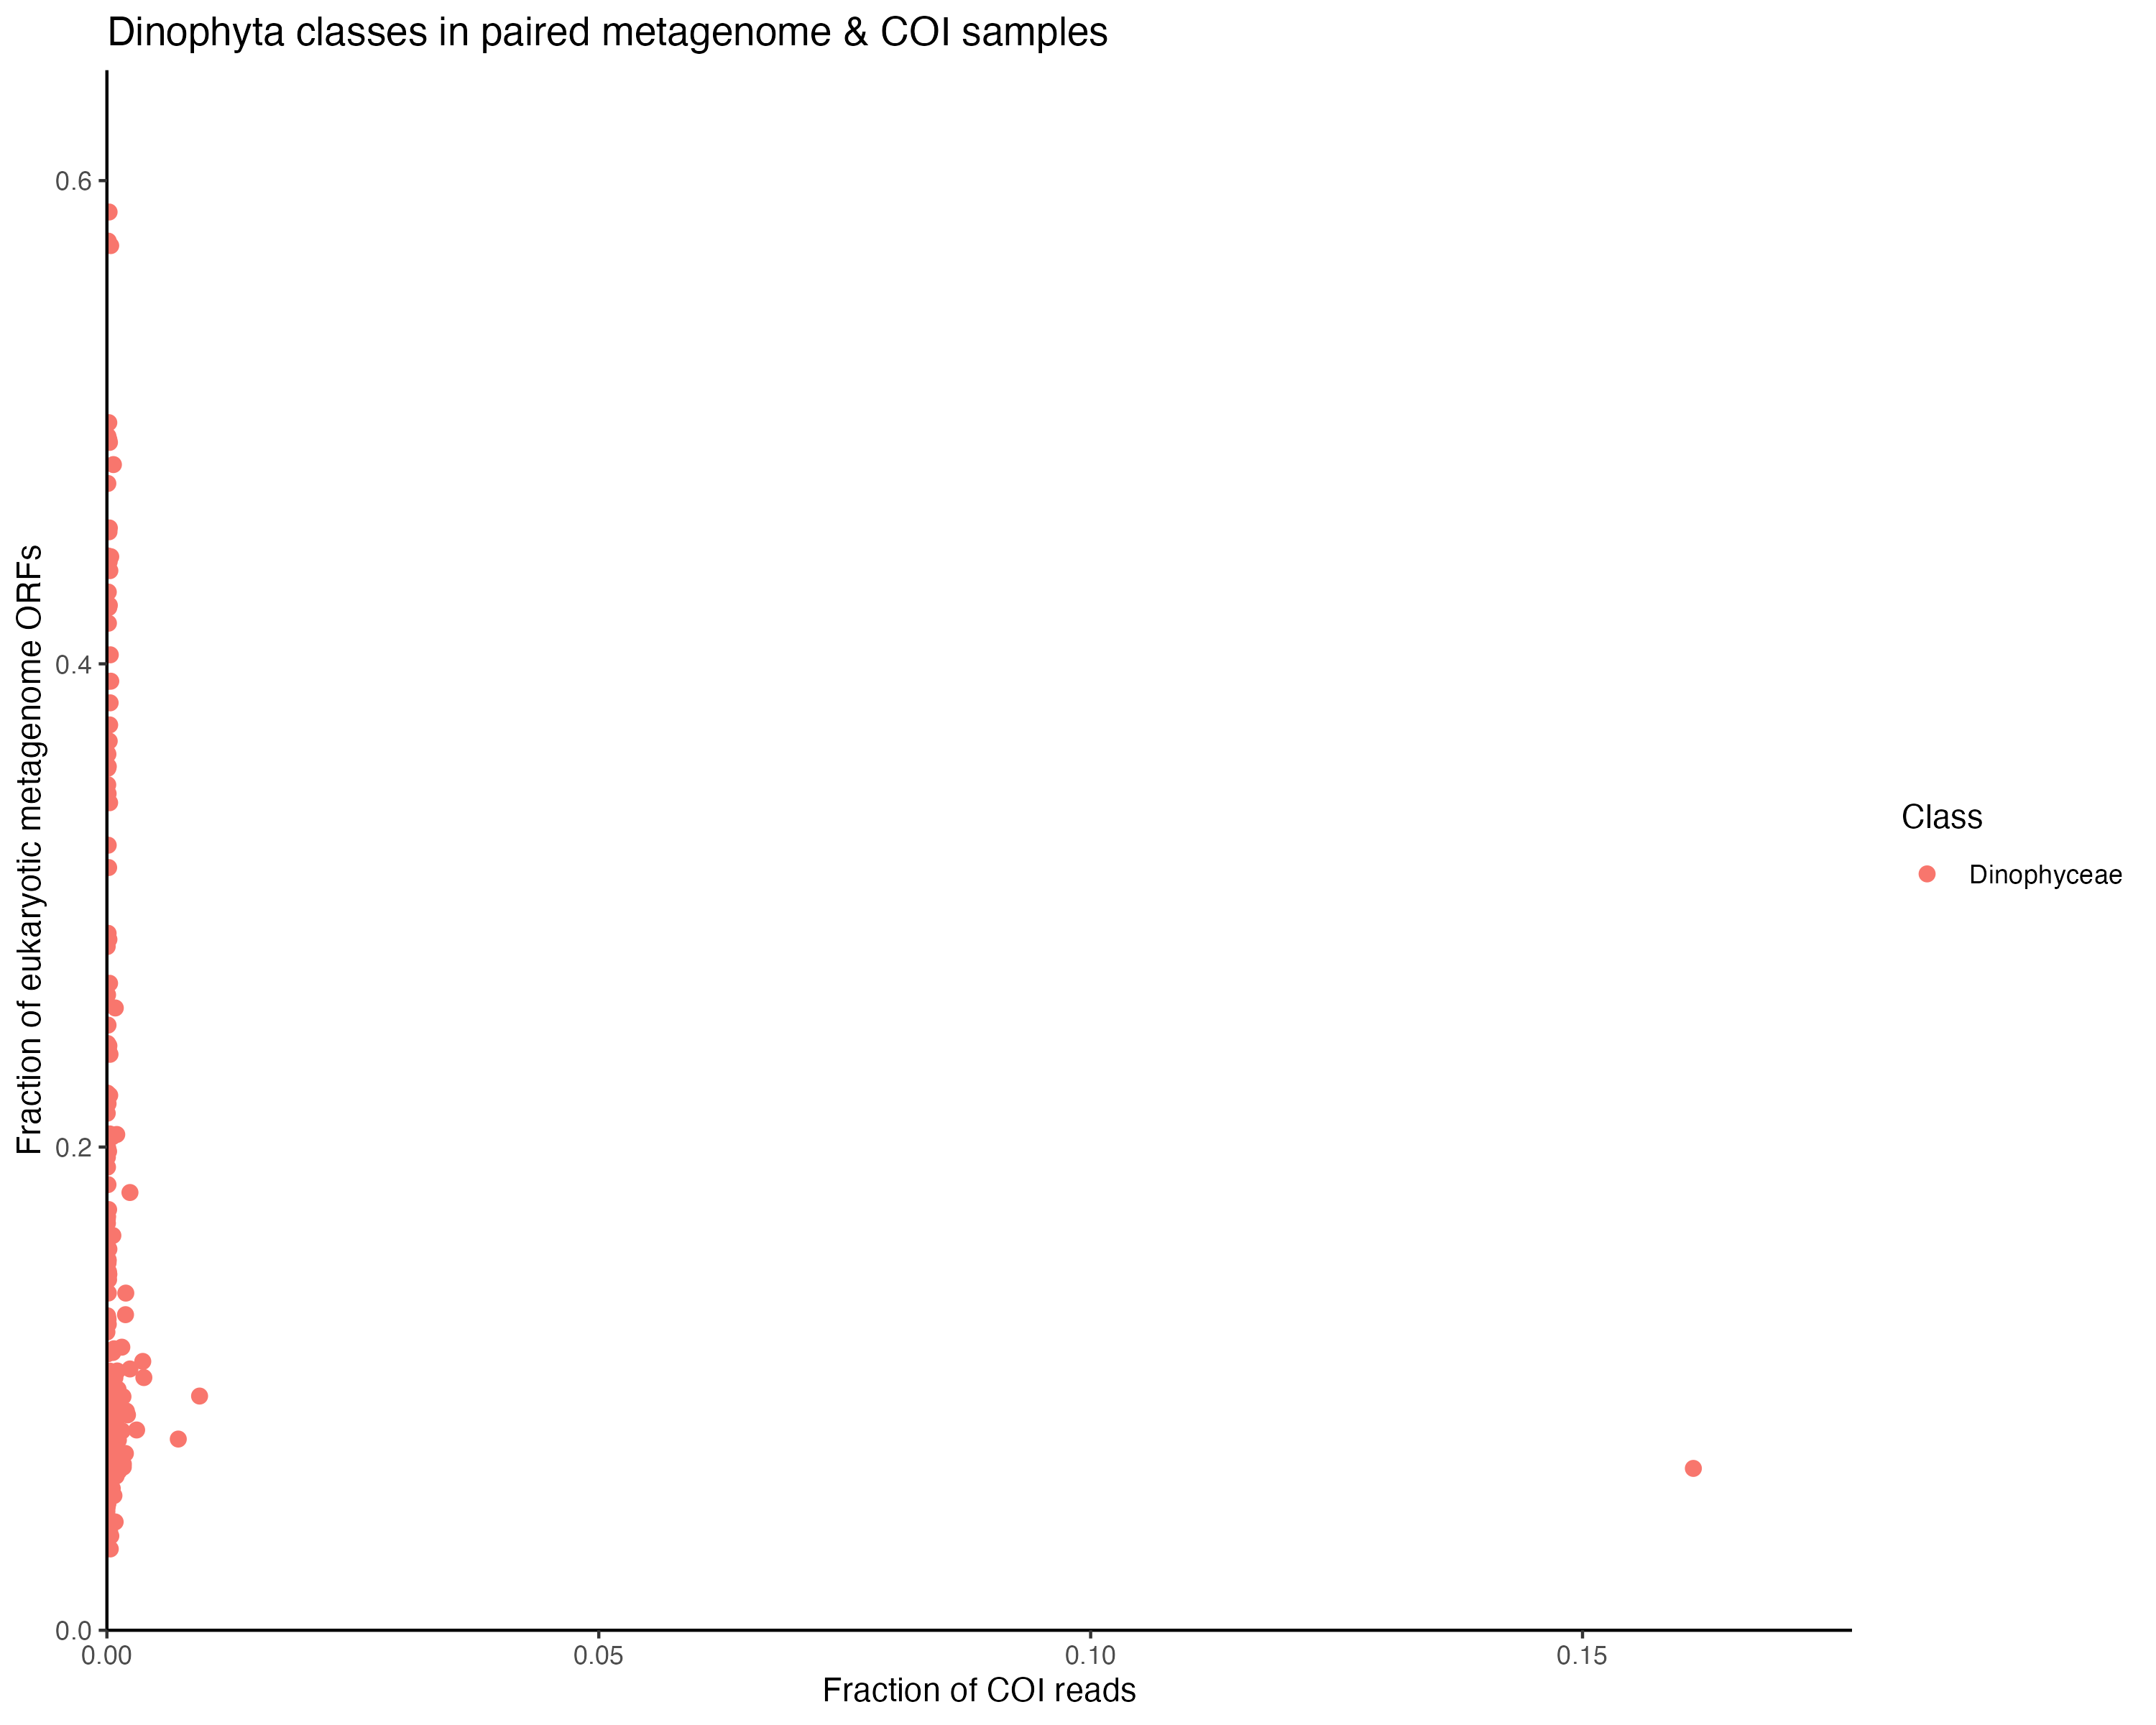 Dinophyta classes in paired metagenome & COI samples
Fraction of eukaryotic metagenome ORFs
0.6
0.4
0.2
0.0
0.00 0.05 0.10 0.15
Fraction of COI reads
Class
Dinophyceae